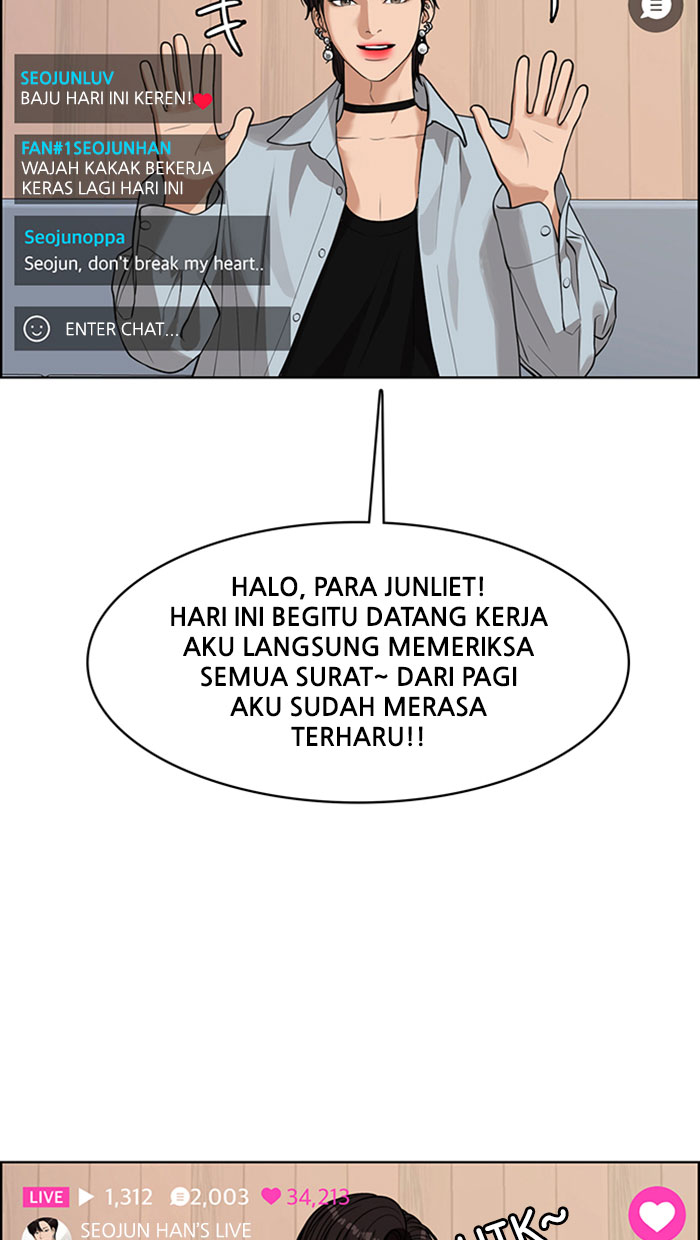 SEOJUNLUV
BAJU HARI INI KEREN!
FAN#1SEOJUNHAN
WAJAH KAKAK BEKERJA
KERAS LAGI HARI INI
Seojunoppa
Seojun, don't break my heart..
ENTER CHAT...
HALO, PARA JUNLIET!
HARI INI BEGITU DATANG KERJA
AKU LANGSUNG MEMERIKSA
SEMUA SURAT~ DARI PAGI
AKU SUDAH MERASA
TERHARU!!
LIVE 1,312 2,003 34,213
SEOJUN HAN'S LIVE